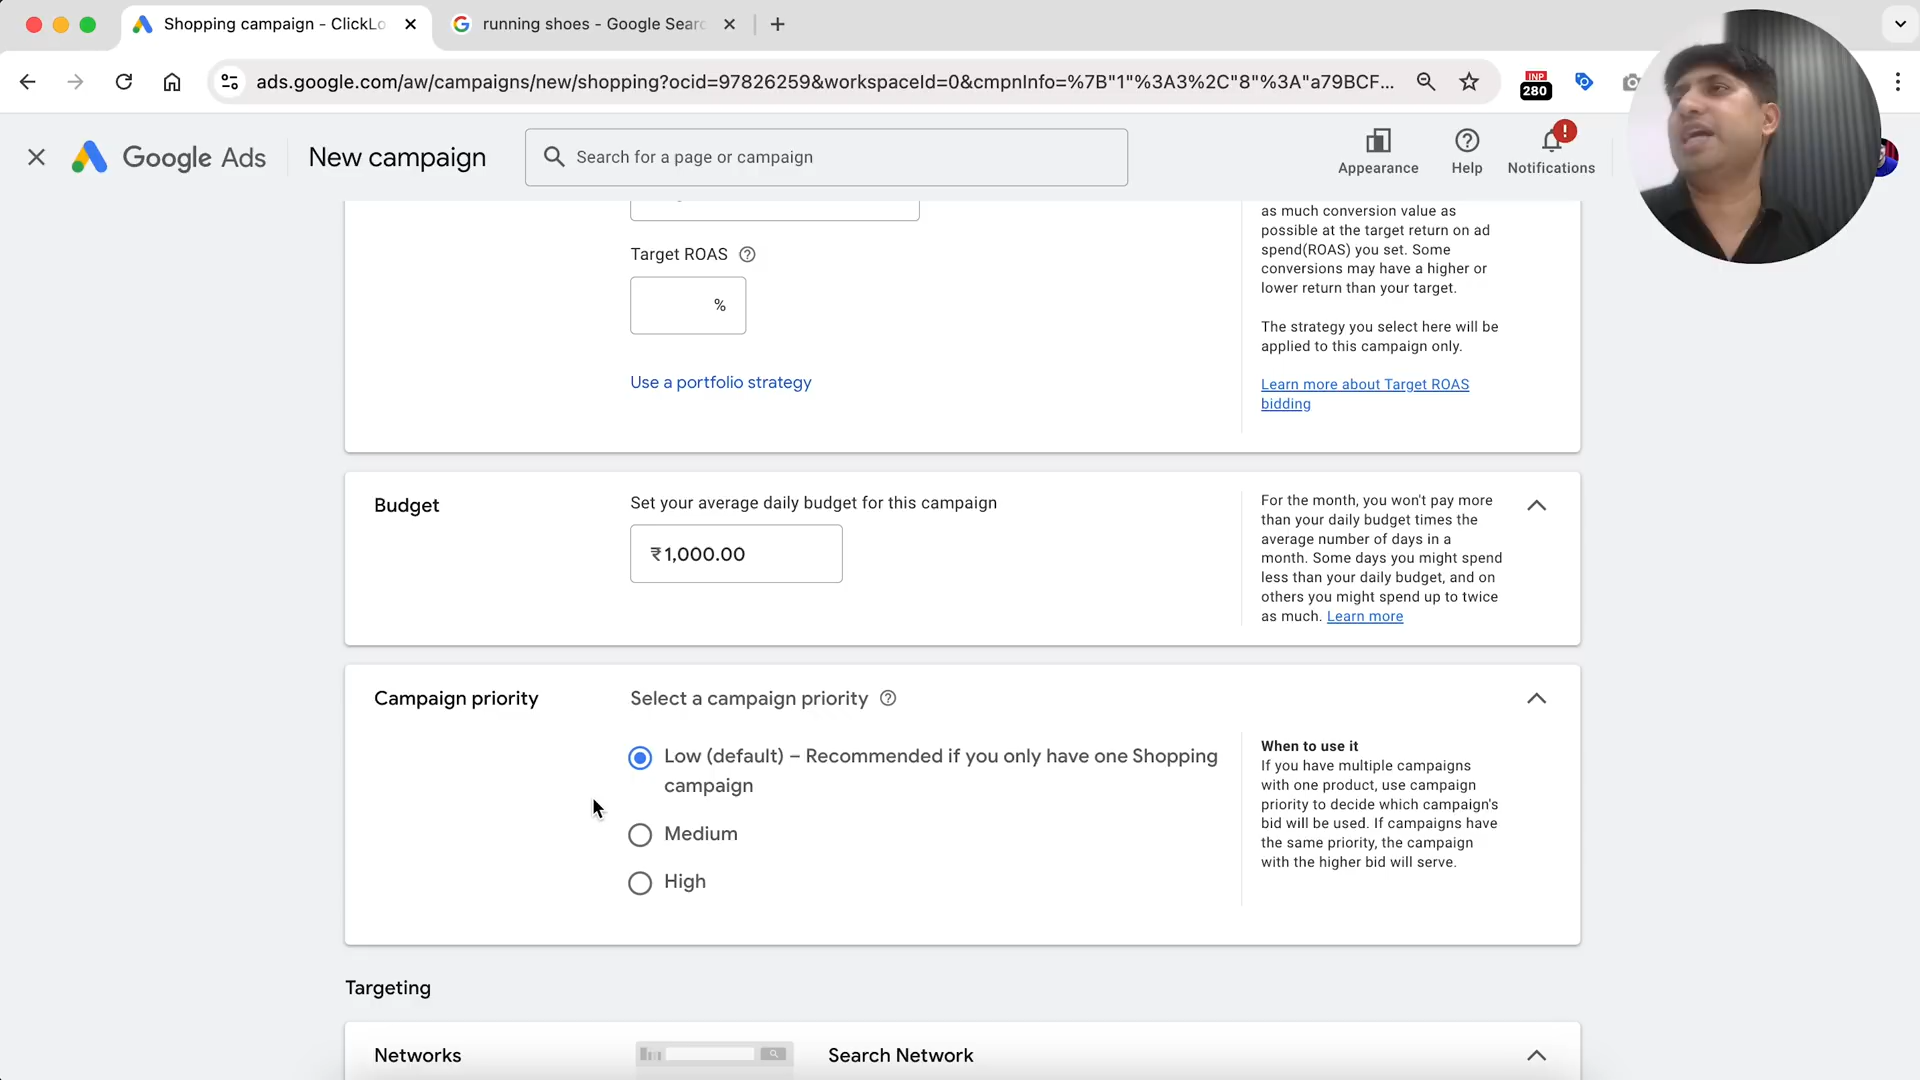 Shopping campaign - ClickLo
running shoes - Google Sear
ads.google.com/aw/campaigns/new/shopping?ocid=97826259&workspaceId=0&cmpnInfo=%7B"1"%3A3%2C"8"%3A"a79BCF...
INP
280
Google Ads
New campaign
Search for a page or campaign
Appearance
Help
!
Notifications
as much conversion value as
possible at the target return on ad
spend(ROAS) you set. Some
conversions may have a higher or
lower return than your target.
The strategy you select here will be
applied to this campaign only.
Learn more about Target ROAS
bidding
Target ROAS
%
Use a portfolio strategy
Budget
Set your average daily budget for this campaign
₹1,000.00
For the month, you won't pay more
than your daily budget times the
average number of days in a
month. Some days you might spend
less than your daily budget, and on
others you might spend up to twice
as much. Learn more
Campaign priority
Select a campaign priority
Low (default) – Recommended if you only have one Shopping
campaign
Medium
High
When to use it
If you have multiple campaigns
with one product, use campaign
priority to decide which campaign's
bid will be used. If campaigns have
the same priority, the campaign
with the higher bid will serve.
Targeting
Networks
Search Network